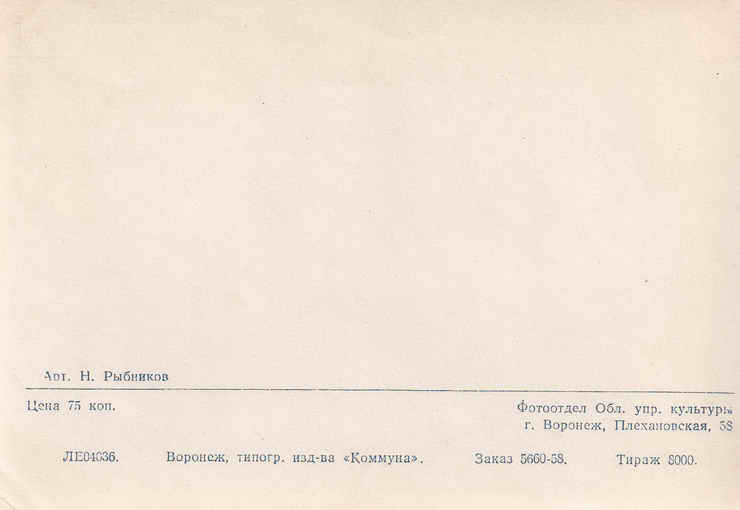 Арт. Н. Рыбников
Цена 75 коп.
Фотоотдел Обл. упр. культуры
г. Воронеж, Плехановская, 58
ЛЕ04036. Воронеж, типогр. изд-ва «Коммуна». Заказ 5660-58. Тираж 8000.